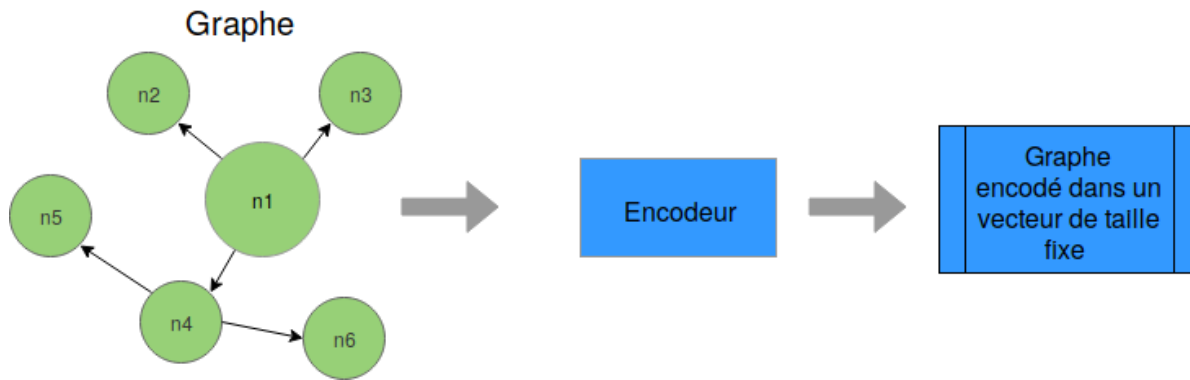 Graphe
n2
n3
n1
n5
n4
n6
Encodeur
Graphe
encodé dans un
vecteur de taille
fixe